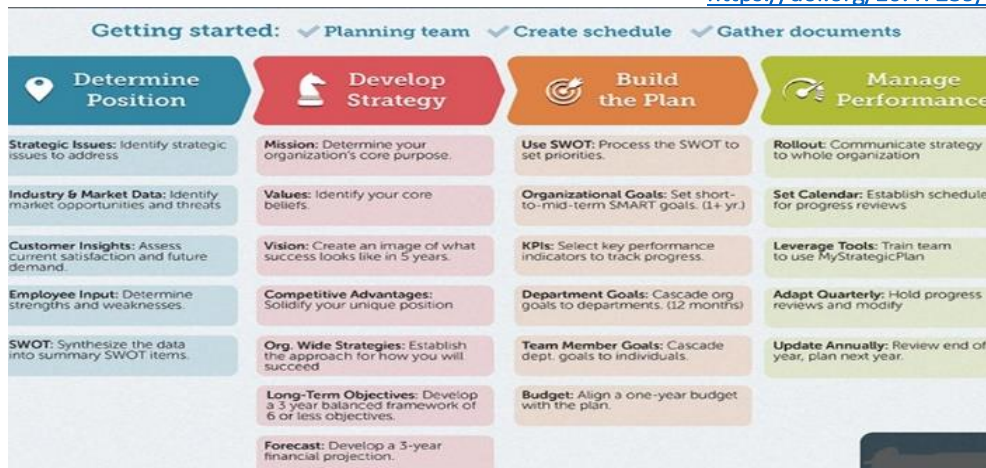 Getting started: Planning team Create schedule Gather documents
Determine
Position
Strategic Issues: Identify strategic
issues to address
Industry & Market Data: Identify
market opportunities and threats
Customer Insights: Assess
current satisfaction and future
demand.
Employee Input: Determine
strengths and weaknesses.
SWOT: Synthesize the data
into summary SWOT items.
Develop
Strategy
Mission: Determine your
organization's core purpose.
Values: Identify your core
beliefs.
Vision: Create an image of what
success looks like in 5 years.
Competitive Advantages:
Solidify your unique position
Org. Wide Strategies: Establish
the approach for how you will
succeed
Long-Term Objectives: Develop
a 3 year balanced framework of
6 or less objectives.
Forecast: Develop a 3-year
financial projection.
Build
the Plan
Use SWOT: Process the SWOT to
set priorities.
Organizational Goals: Set short-
to-mid-term SMART goals. (1+ yr.)
KPIs: Select key performance
indicators to track progress.
Department Goals: Cascade org
goals to departments. (12 months)
Team Member Goals: Cascade
dept. goals to individuals.
Budget: Align a one-year budget
with the plan.
Manage
Performance
Rollout: Communicate strategy
to whole organization
Set Calendar: Establish schedule
for progress reviews
Leverage Tools: Train team
to use MyStrategicPlan
Adapt Quarterly: Hold progress
reviews and modify
Update Annually: Review end of
year, plan next year.